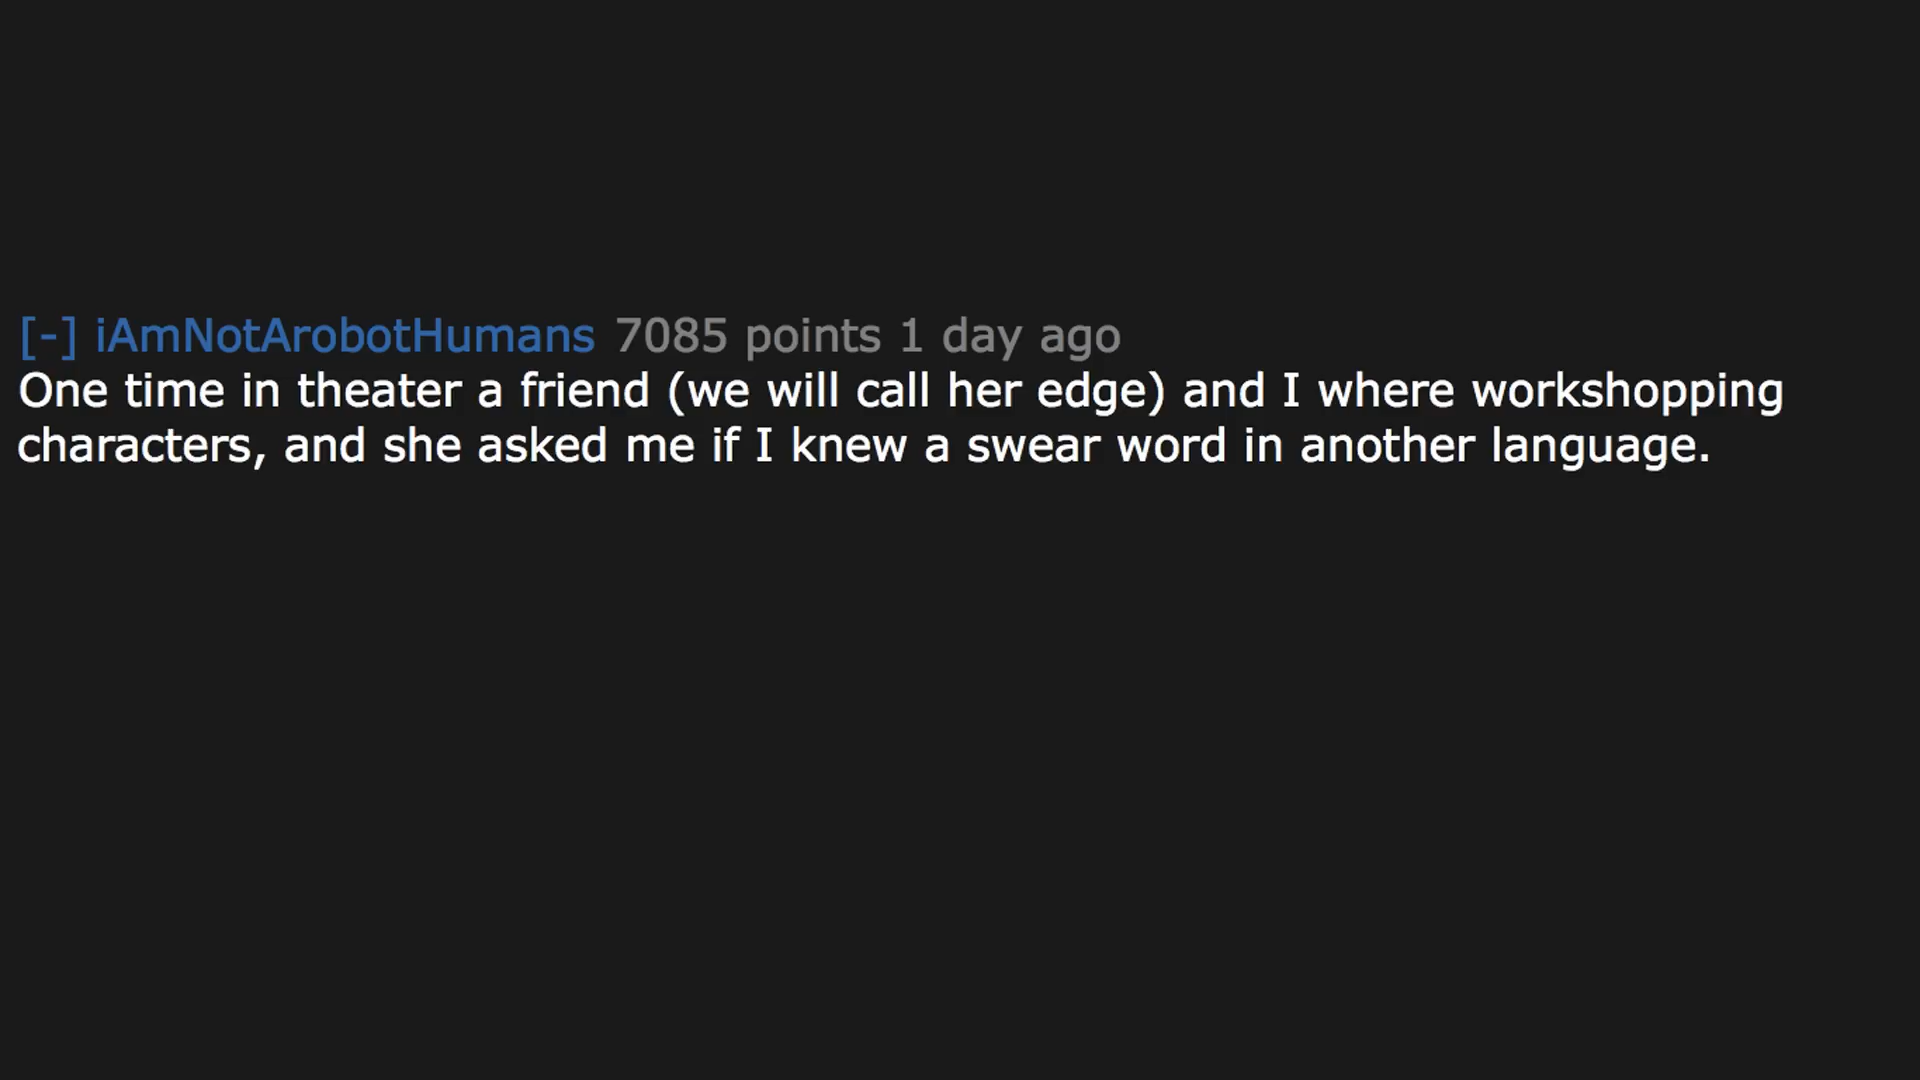 [-] iAmNotArobotHumans 7085 points 1 day ago
One time in theater a friend (we will call her edge) and I where workshopping
characters, and she asked me if I knew a swear word in another language.